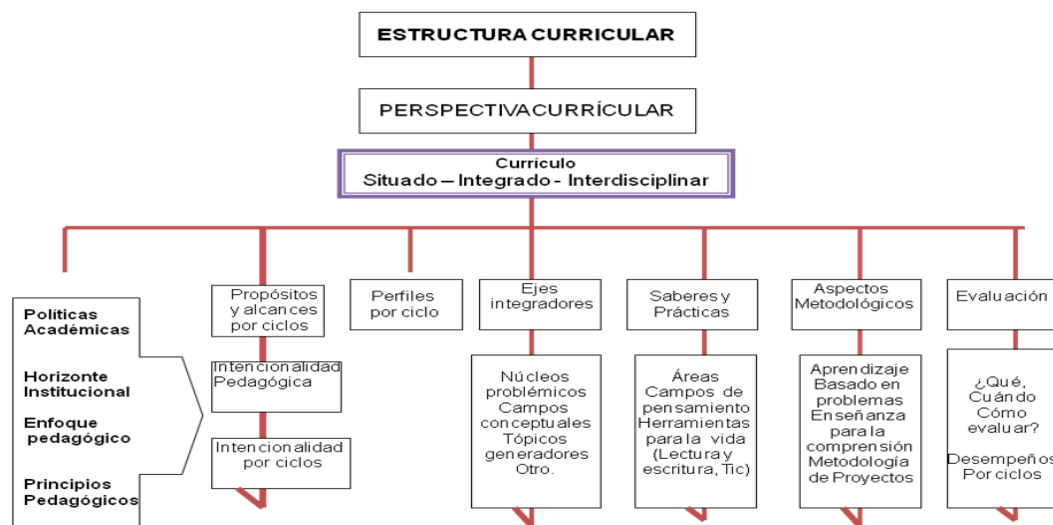 ESTRUCTURA CURRICULAR
PERSPECTIVA CURRÍCULAR
Currículo
Situado – Integrado - Interdisciplinar
Políticas
Académicas
Horizonte
Institucional
Enfoque
pedagógico
Principios
Pedagógicos
Propósitos
y alcances
por ciclos
Intencionalidad
Pedagógica
Intencionalidad
por ciclos
Perfiles
por ciclo
Ejes
integradores
Núcleos
problémicos
Campos
conceptuales
Tópicos
generadores
Otro.
Saberes y
Prácticas
Áreas
Campos de
pensamiento
Herramientas
para la vida
(Lectura y
escritura, Tic)
Aspectos
Metodológicos
Aprendizaje
Basado en
problemas
Enseñanza
para la
comprensión
Metodología
de Proyectos
Evaluación
¿Qué,
Cuándo
Cómo
evaluar?
Desempeños
Por ciclos